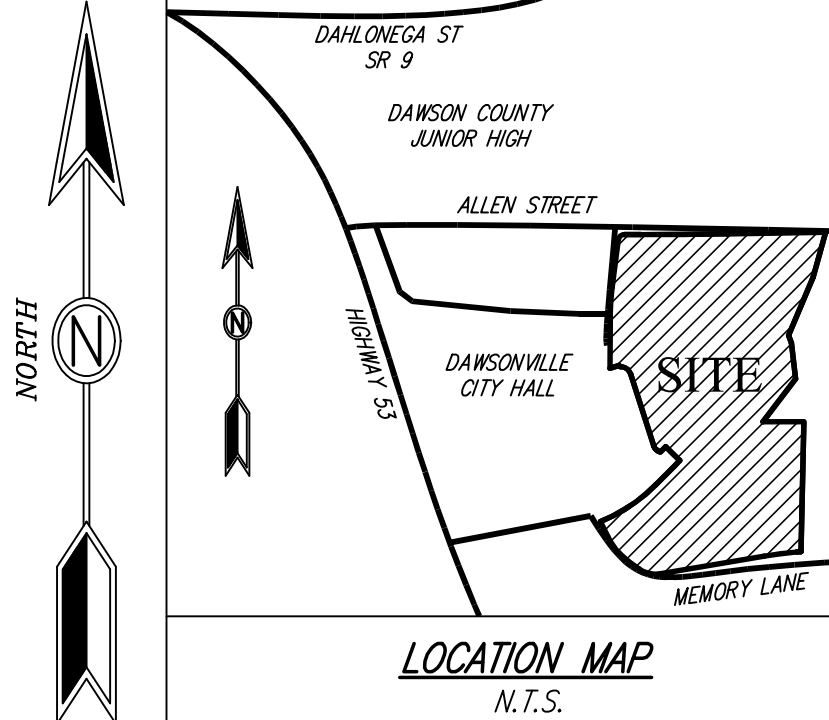 DAHLONEGA ST
SR 9
DAWSON COUNTY
JUNIOR HIGH
ALLEN STREET
NORTH
N
N
HIGHWAY 53
DAWSONVILLE
CITY HALL
SITE
MEMORY LANE
LOCATION MAP
N.T.S.